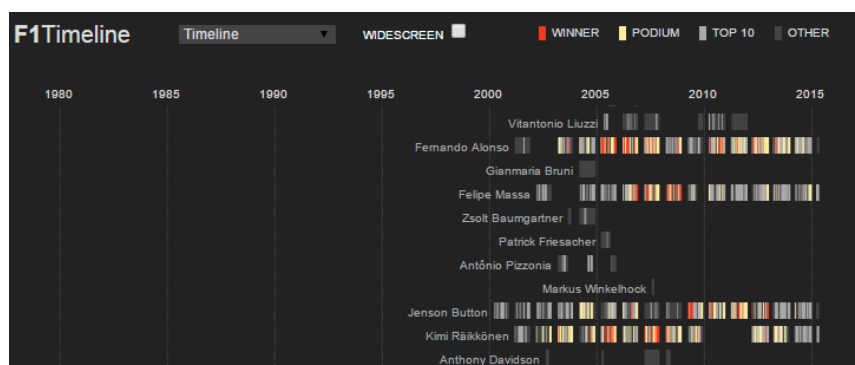 F1Timeline Timeline WIDESCREEN WINNER PODIUM TOP 10 OTHER
1980 1985 1990 1995 2000 2005 2010 2015
Vitantonio Liuzzi
Fernando Alonso
Gianmaria Bruni
Felipe Massa
Zsolt Baumgartner
Patrick Friesacher
Antônio Pizzonia
Markus Winkelhock
Jenson Button
Kimi Räikkönen
Anthony Davidson